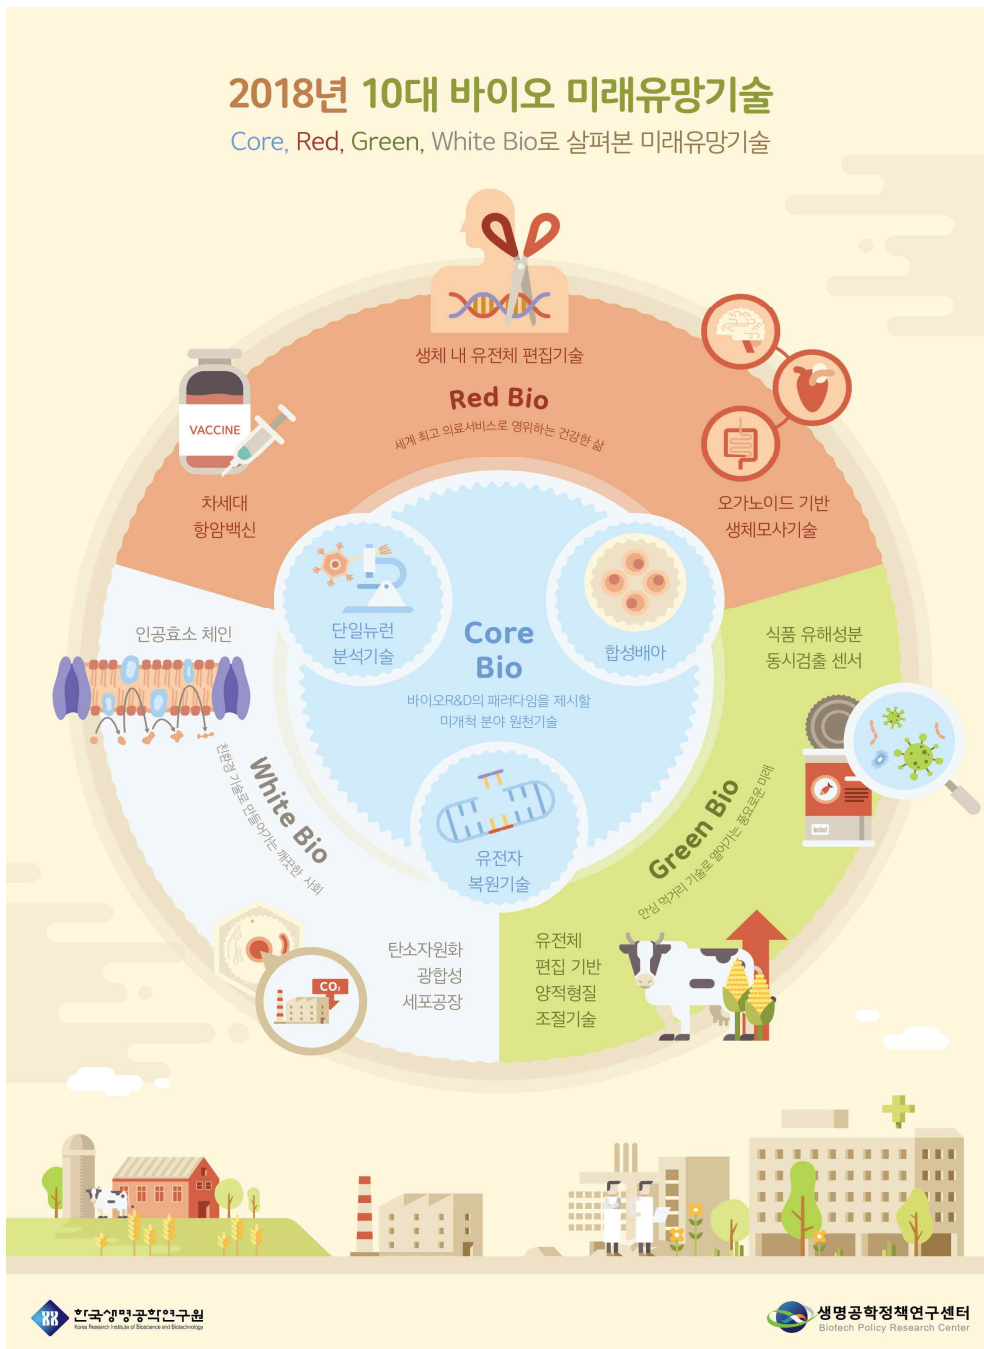 2018년 10대 바이오 미래유망기술
Core, Red, Green, White Bio로 살펴본 미래유망기술
생체 내 유전체 편집기술
Red Bio
세계 최고 의료서비스로 영위하는 건강한 삶
VACCINE
차세대
항암백신
오가노이드 기반
생체모사기술
단일뉴런
분석기술
Core
Bio
바이오R&D의 패러다임을 제시할
미개척 분야 원천기술
합성배아
유전자
복원기술
인공효소 체인
White Bio
친환경 기술로 만들어가는 깨끗한 사회
탄소자원화
광합성
세포공장
CO₂
식품 유해성분
동시검출 센서
Green Bio
안심 먹거리 기술로 열어가는 풍요로운 미래
유전체
편집 기반
양적형질
조절기술
한국생명공학연구원
Korea Research Institute of Bioscience and Biotechnology
생명공학정책연구센터
Biotech Policy Research Center